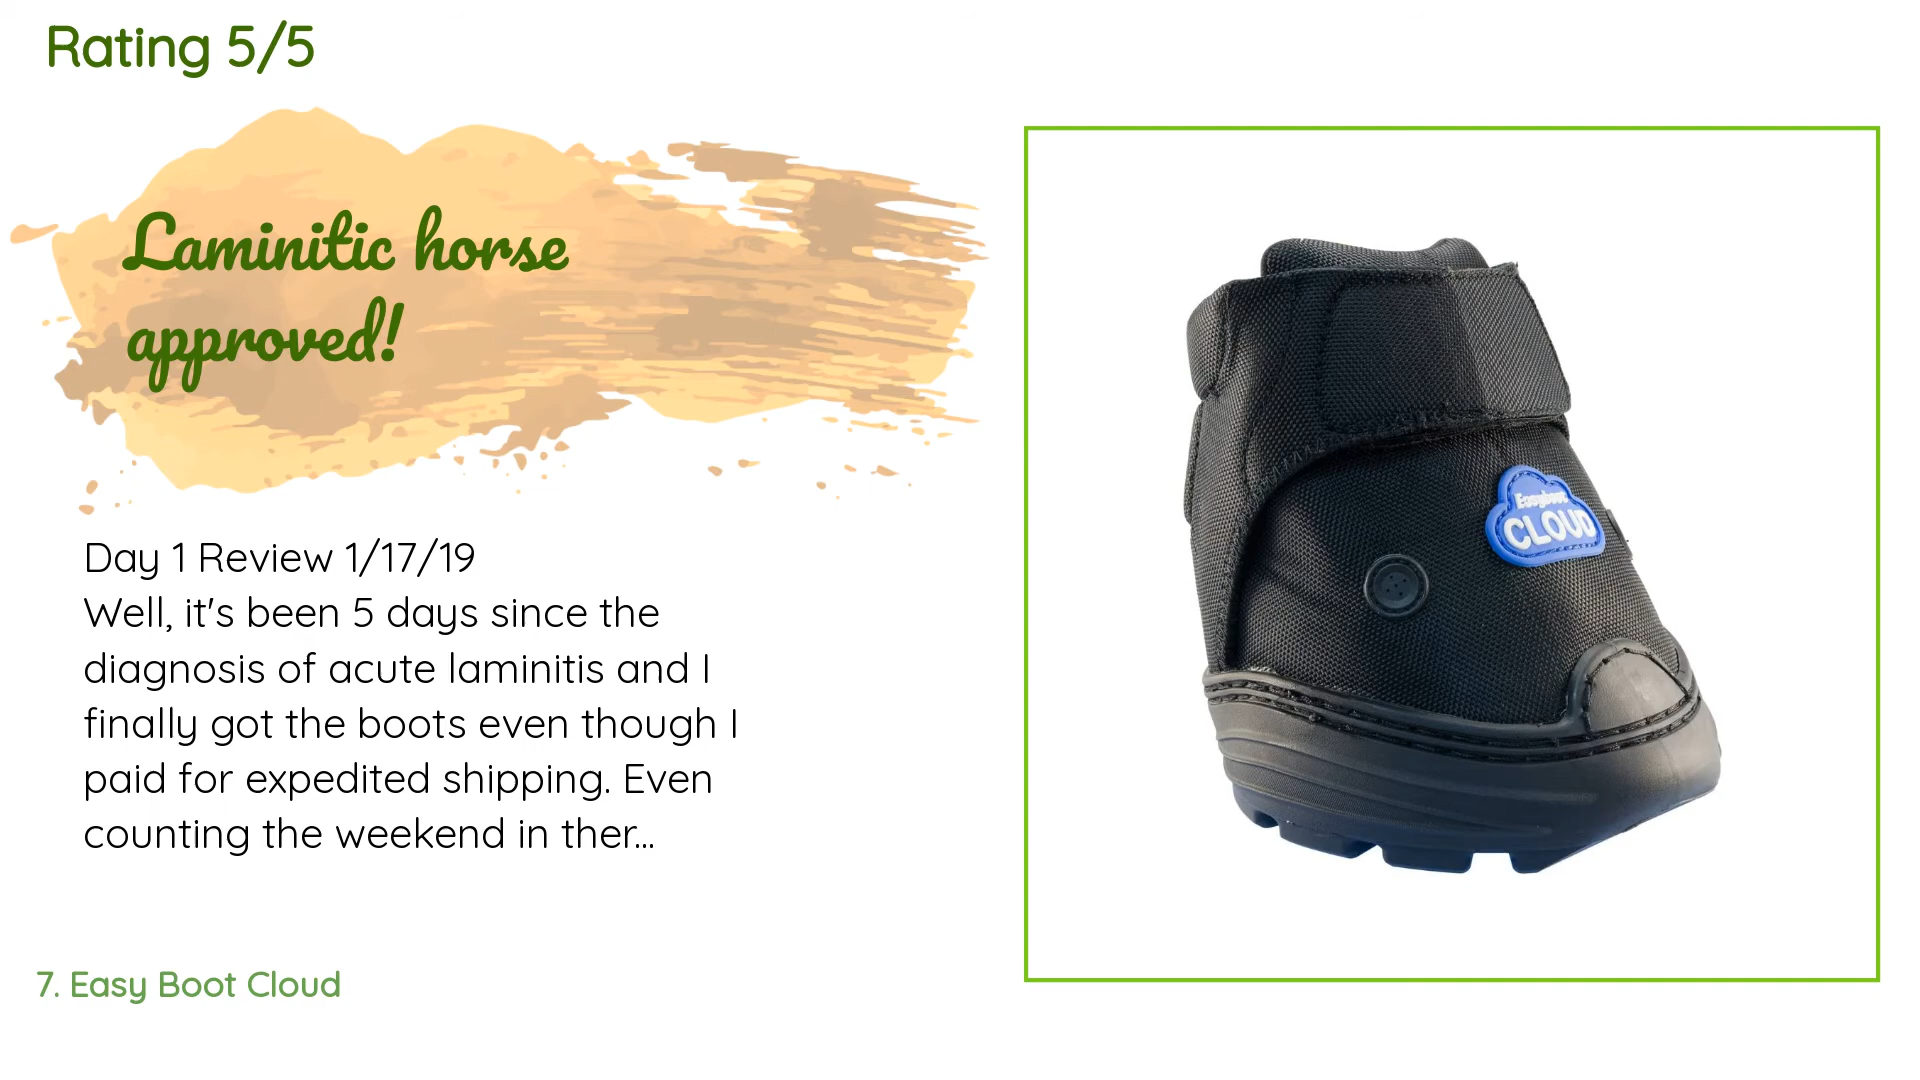 Rating 5/5
Laminitic horse
approved!
Day 1 Review 1/17/19
Well, it's been 5 days since the
diagnosis of acute laminitis and I
finally got the boots even though I
paid for expedited shipping. Even
counting the weekend in ther...
Easyboot
CLOUD
7. Easy Boot Cloud